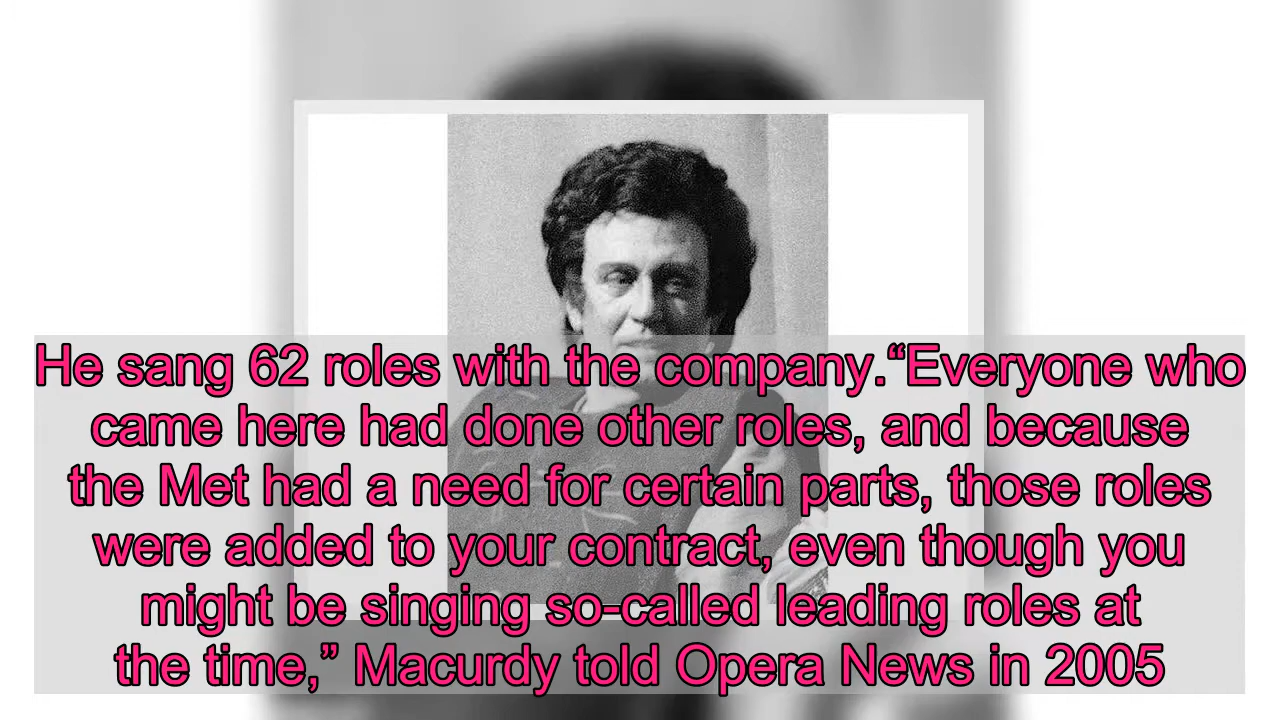 He sang 62 roles with the company.“Everyone who
came here had done other roles, and because
the Met had a need for certain parts, those roles
were added to your contract, even though you
might be singing so-called leading roles at
the time,” Macurdy told Opera News in 2005